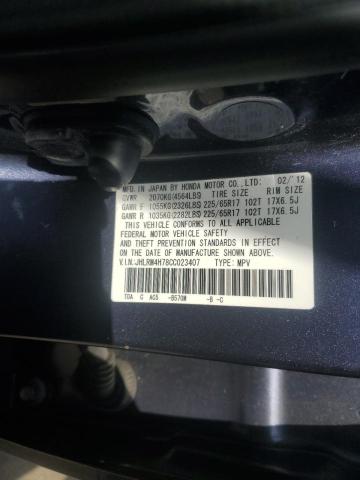 MFD. IN JAPAN BY HONDA MOTOR CO., LTD: 02/'12
GVWR 2070KG(4564LBS) TIRE SIZE RIM SIZE
GAWR F 1055KG(2326LBS) 225/65R17 102T 17X6.5J
GAWR R 1035KG(2282LBS) 225/65R17 102T 17X6.5J
THIS VEHICLE CONFORMS TO ALL APPLICABLE
FEDERAL MOTOR VEHICLE SAFETY
AND THEFT PREVENTION STANDARDS IN EFFECT ON
THE DATE OF MANUFACTURE SHOWN ABOVE.
V.I.N.:JHLRM4H78CC023407 TYPE: MPV
T0A G AC5 -B570M -B -C